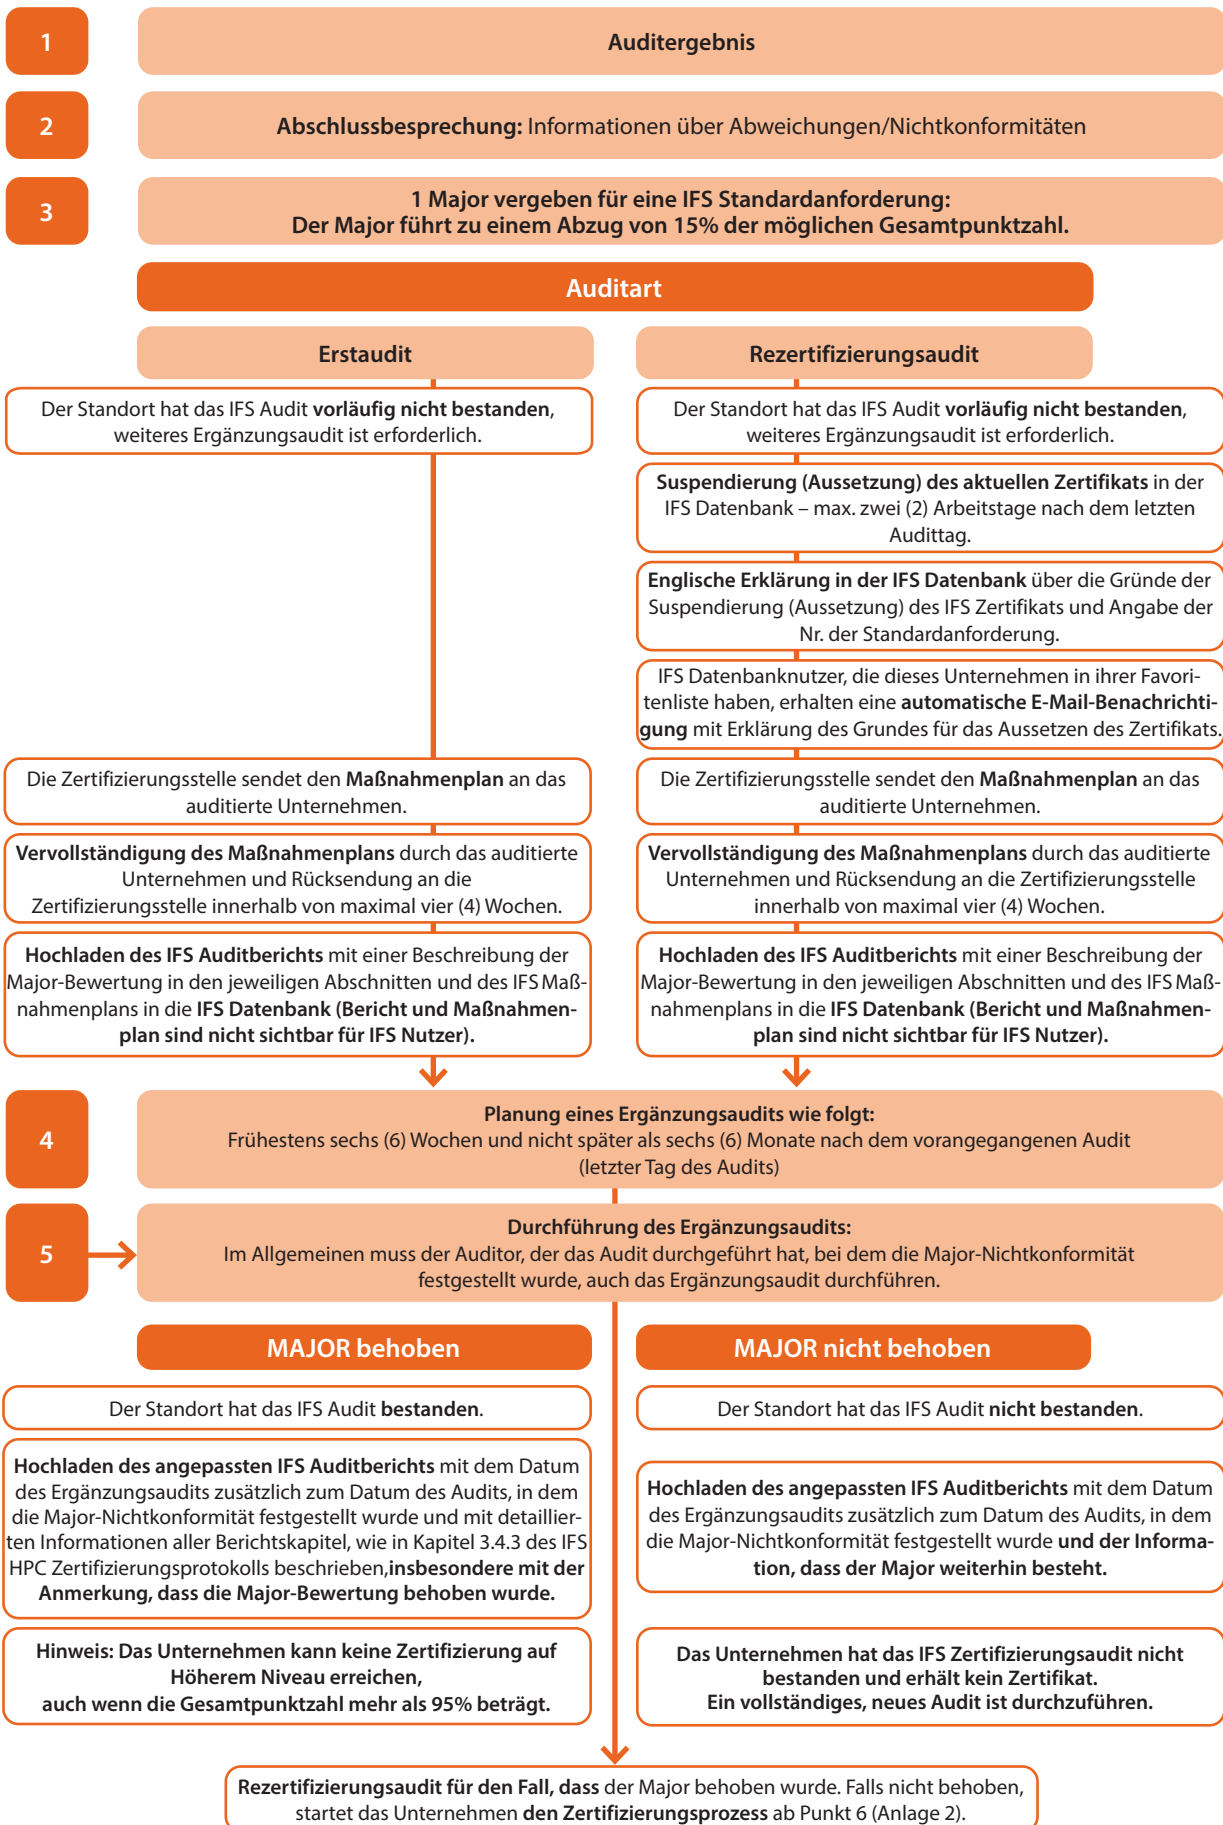 1
Auditergebnis
2
Abschlussbesprechung: Informationen über Abweichungen/Nichtkonformitäten
3
1 Major vergeben für eine IFS Standardanforderung:
Der Major führt zu einem Abzug von 15% der möglichen Gesamtpunktzahl.
Auditart
Erstaudit
Der Standort hat das IFS Audit vorläufig nicht bestanden,
weiteres Ergänzungsaudit ist erforderlich.
Die Zertifizierungsstelle sendet den Maßnahmenplan an das
auditierte Unternehmen.
Vervollständigung des Maßnahmenplans durch das auditierte
Unternehmen und Rücksendung an die
Zertifizierungsstelle innerhalb von maximal vier (4) Wochen.
Hochladen des IFS Auditberichts mit einer Beschreibung der
Major-Bewertung in den jeweiligen Abschnitten und des IFS Maß-
nahmenplans in die IFS Datenbank (Bericht und Maßnahmen-
plan sind nicht sichtbar für IFS Nutzer).
Rezertifizierungsaudit
Der Standort hat das IFS Audit vorläufig nicht bestanden,
weiteres Ergänzungsaudit ist erforderlich.
Suspendierung (Aussetzung) des aktuellen Zertifikats in der
IFS Datenbank – max. zwei (2) Arbeitstage nach dem letzten
Audittag.
Englische Erklärung in der IFS Datenbank über die Gründe der
Suspendierung (Aussetzung) des IFS Zertifikats und Angabe der
Nr. der Standardanforderung.
IFS Datenbanknutzer, die dieses Unternehmen in ihrer Favori-
tenliste haben, erhalten eine automatische E-Mail-Benachrichti-
gung mit Erklärung des Grundes für das Aussetzen des Zertifikats.
Die Zertifizierungsstelle sendet den Maßnahmenplan an das
auditierte Unternehmen.
Vervollständigung des Maßnahmenplans durch das auditierte
Unternehmen und Rücksendung an die Zertifizierungsstelle
innerhalb von maximal vier (4) Wochen.
Hochladen des IFS Auditberichts mit einer Beschreibung der
Major-Bewertung in den jeweiligen Abschnitten und des IFS Maß-
nahmenplans in die IFS Datenbank (Bericht und Maßnahmen-
plan sind nicht sichtbar für IFS Nutzer).
4
Planung eines Ergänzungsaudits wie folgt:
Frühestens sechs (6) Wochen und nicht später als sechs (6) Monate nach dem vorangegangenen Audit
(letzter Tag des Audits)
5
Durchführung des Ergänzungsaudits:
Im Allgemeinen muss der Auditor, der das Audit durchgeführt hat, bei dem die Major-Nichtkonformität
festgestellt wurde, auch das Ergänzungsaudit durchführen.
MAJOR behoben
Der Standort hat das IFS Audit bestanden.
Hochladen des angepassten IFS Auditberichts mit dem Datum
des Ergänzungsaudits zusätzlich zum Datum des Audits, in dem
die Major-Nichtkonformität festgestellt wurde und mit detaillier-
ten Informationen aller Berichtskapitel, wie in Kapitel 3.4.3 des IFS
HPC Zertifizierungsprotokolls beschrieben,insbesondere mit der
Anmerkung, dass die Major-Bewertung behoben wurde.
Hinweis: Das Unternehmen kann keine Zertifizierung auf
Höherem Niveau erreichen,
auch wenn die Gesamtpunktzahl mehr als 95% beträgt.
MAJOR nicht behoben
Der Standort hat das IFS Audit nicht bestanden.
Hochladen des angepassten IFS Auditberichts mit dem Datum
des Ergänzungsaudits zusätzlich zum Datum des Audits, in dem
die Major-Nichtkonformität festgestellt wurde und der Informa-
tion, dass der Major weiterhin besteht.
Das Unternehmen hat das IFS Zertifizierungsaudit nicht
bestanden und erhält kein Zertifikat.
Ein vollständiges, neues Audit ist durchzuführen.
Rezertifizierungsaudit für den Fall, dass der Major behoben wurde. Falls nicht behoben,
startet das Unternehmen den Zertifizierungsprozess ab Punkt 6 (Anlage 2).